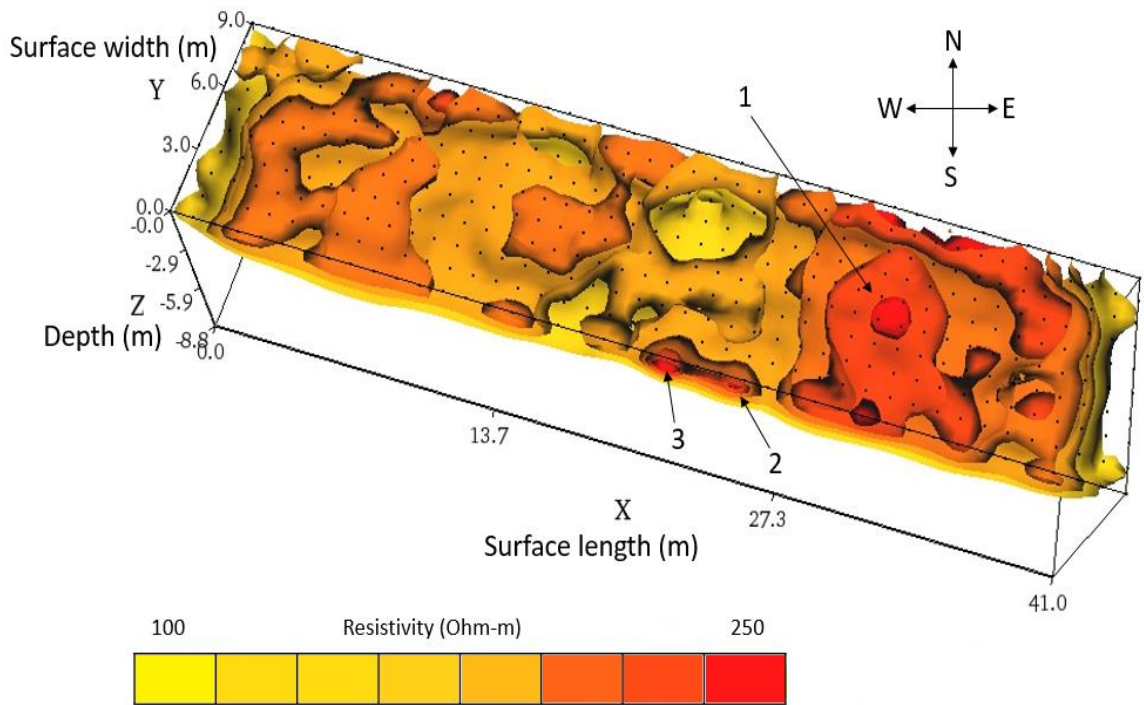 9.0
Surface width (m)
Y
6.0
3.0
0.0
-0.0
-2.9
Z
-5.9
Depth (m)
-8.8
0.0
N
W
E
S
1
3
2
13.7
27.3
X
Surface length (m)
41.0
100
Resistivity (Ohm-m)
250